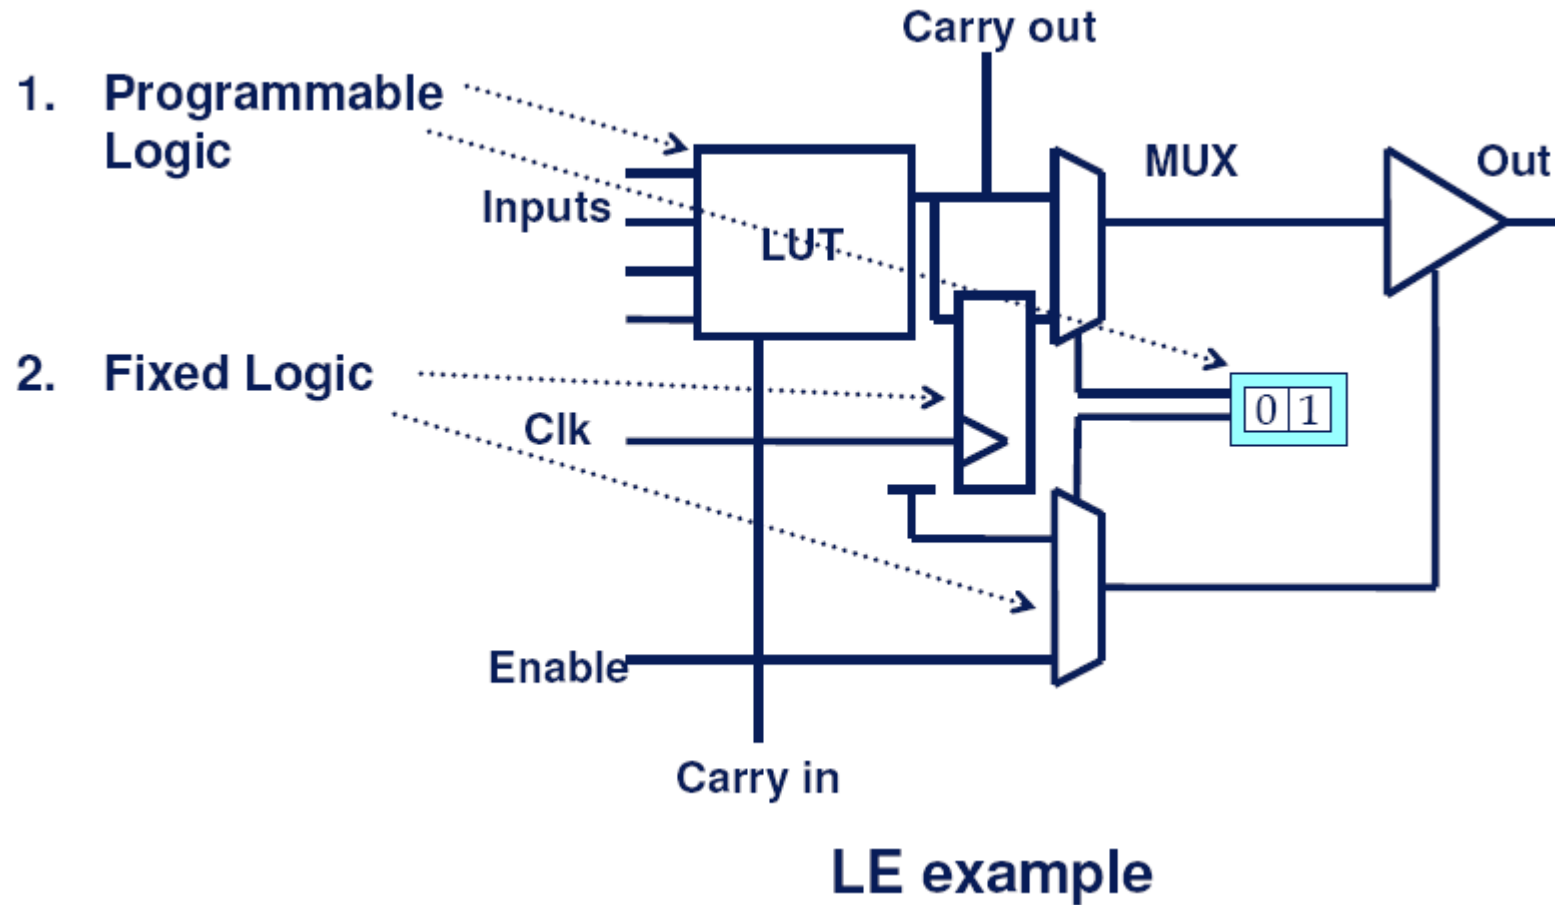 Carry out
1. Programmable
Logic
MUX
Out
Inputs
LUT
2. Fixed Logic
0 1
Clk
Enable
Carry in
LE example